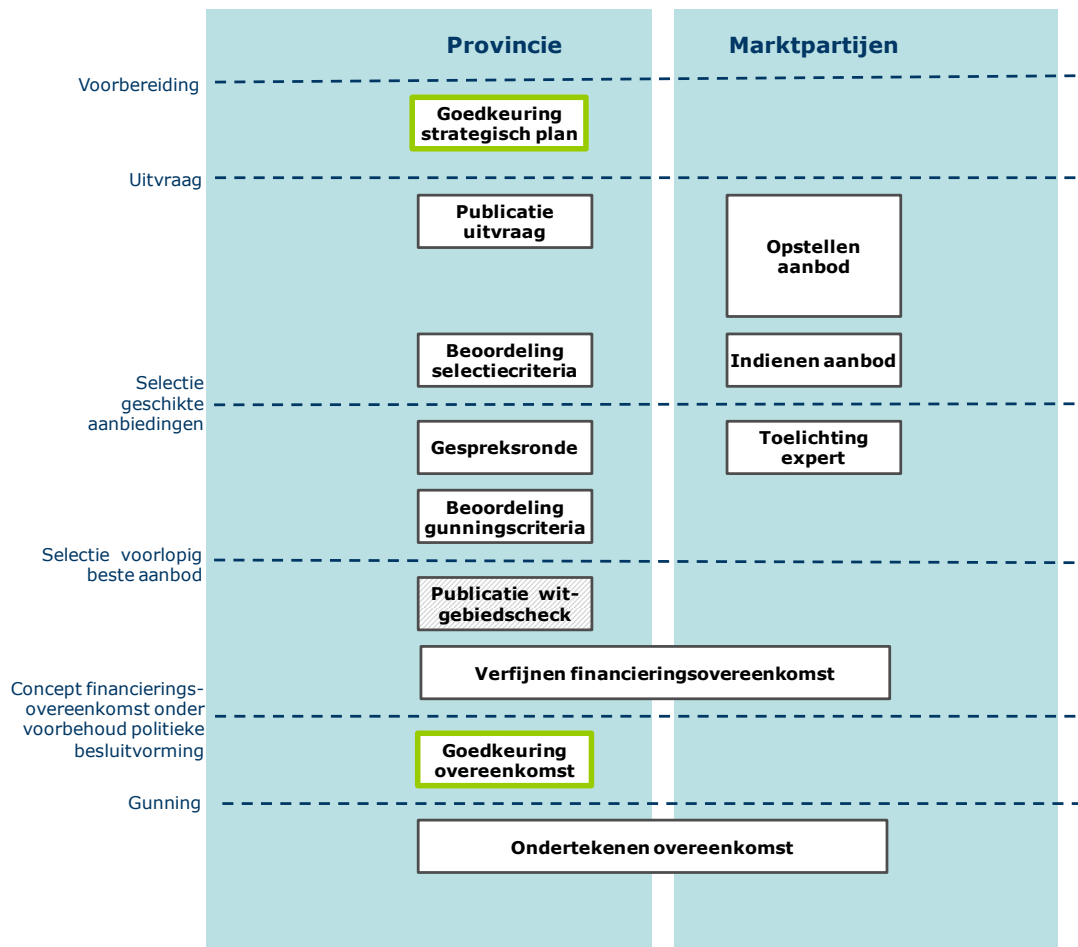 Provincie
Marktpartijen
Voorbereiding
Goedkeuring
strategisch plan
Uitvraag
Publicatie
uitvraag
Opstellen
aanbod
Beoordeling
selectiecriteria
Indienen aanbod
Selectie
geschikte
aanbiedingen
Gespreksronde
Toelichting
expert
Beoordeling
gunningscriteria
Selectie voorlopig
beste aanbod
Publicatie wit-
gebiedscheck
Verfijnen financieringsovereenkomst
Concept financierings-
overeenkomst onder
voorbehoud politieke
besluitvorming
Goedkeuring
overeenkomst
Gunning
Ondertekenen overeenkomst